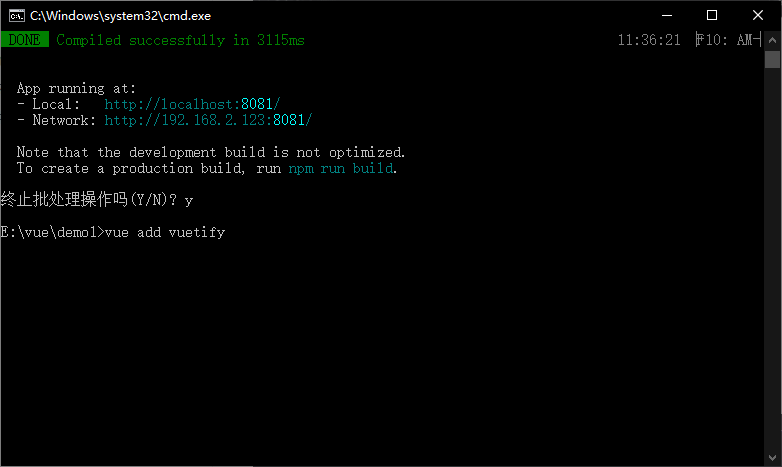 C:\Windows\system32\cmd.exe
DONE Compiled successfully in 3115ms 11:36:21 F10: AM
App running at:
- Local: http://localhost:8081/
- Network: http://192.168.2.123:8081/
Note that the development build is not optimized.
To create a production build, run npm run build.
终止批处理操作吗(Y/N)? y
E:\vue\demo1>vue add vuetify